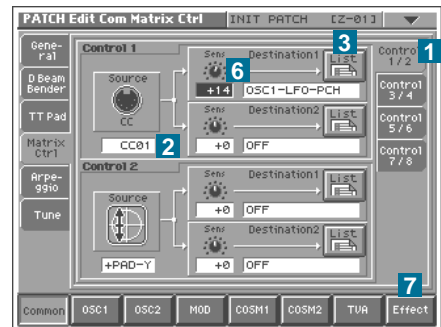 PATCH Edit Com Matrix Ctrl INIT PATCH [Z-01]
Gene-
ral
D Beam
Bender
TT Pad
Matrix
Ctrl
Arpe-
ggio
Tune
Control 1
Source
CC
CC01
2
Sens
6
Destination1
3
List
+14
OSC1-LFO-PCH
Sens
Destination2
List
+0
OFF
Control 2
Source
+PAD-Y
Sens
Destination1
List
+0
OFF
Sens
Destination2
List
+0
OFF
Control
1/2
1
Control
3/4
Control
5/6
Control
7/8
7
Common OSC1 OSC2 MOD COSM1 COSM2 TVA Effect